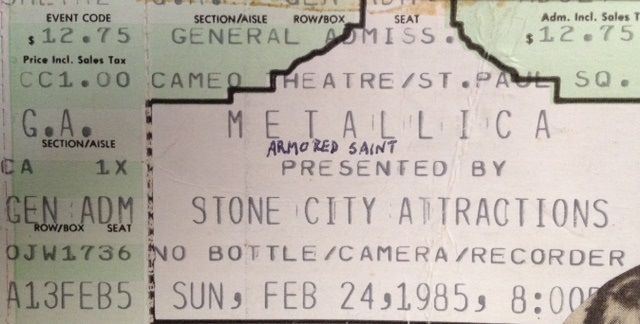 EVENT CODE SECTION/AISLE ROW/BOX SEAT Adm. Incl. Sales Tax
$ 12.75 GENERAL ADMISS. $ 12.75
Price Incl. Sales Tax
CC1.00 CAMEO THEATRE/ST.PAUL SQ.
G.A. METALLICA
SECTION/AISLE ARMORED SAINT
CA 1X PRESENTED BY
GEN ADM STONE CITY ATTRACTIONS
ROW/BOX SEAT
OJW1736 NO BOTTLE/CAMERA/RECORDER
A13FEB5 SUN, FEB 24,1985, 8:00